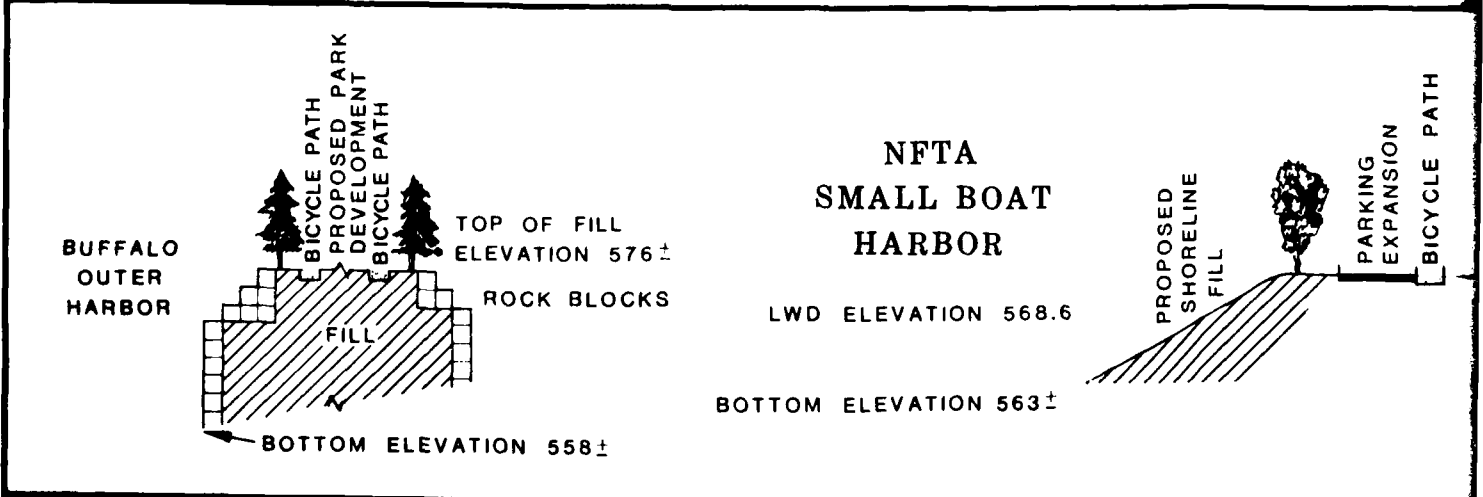 BUFFALO
OUTER
HARBOR
BICYCLE PATH
PROPOSED PARK
DEVELOPMENT
BICYCLE PATH
TOP OF FILL
ELEVATION 576±
ROCK BLOCKS
FILL
BOTTOM ELEVATION 558±
NFTA
SMALL BOAT
HARBOR
LWD ELEVATION 568.6
BOTTOM ELEVATION 563±
PROPOSED
SHORELINE
FILL
PARKING
EXPANSION
BICYCLE PATH